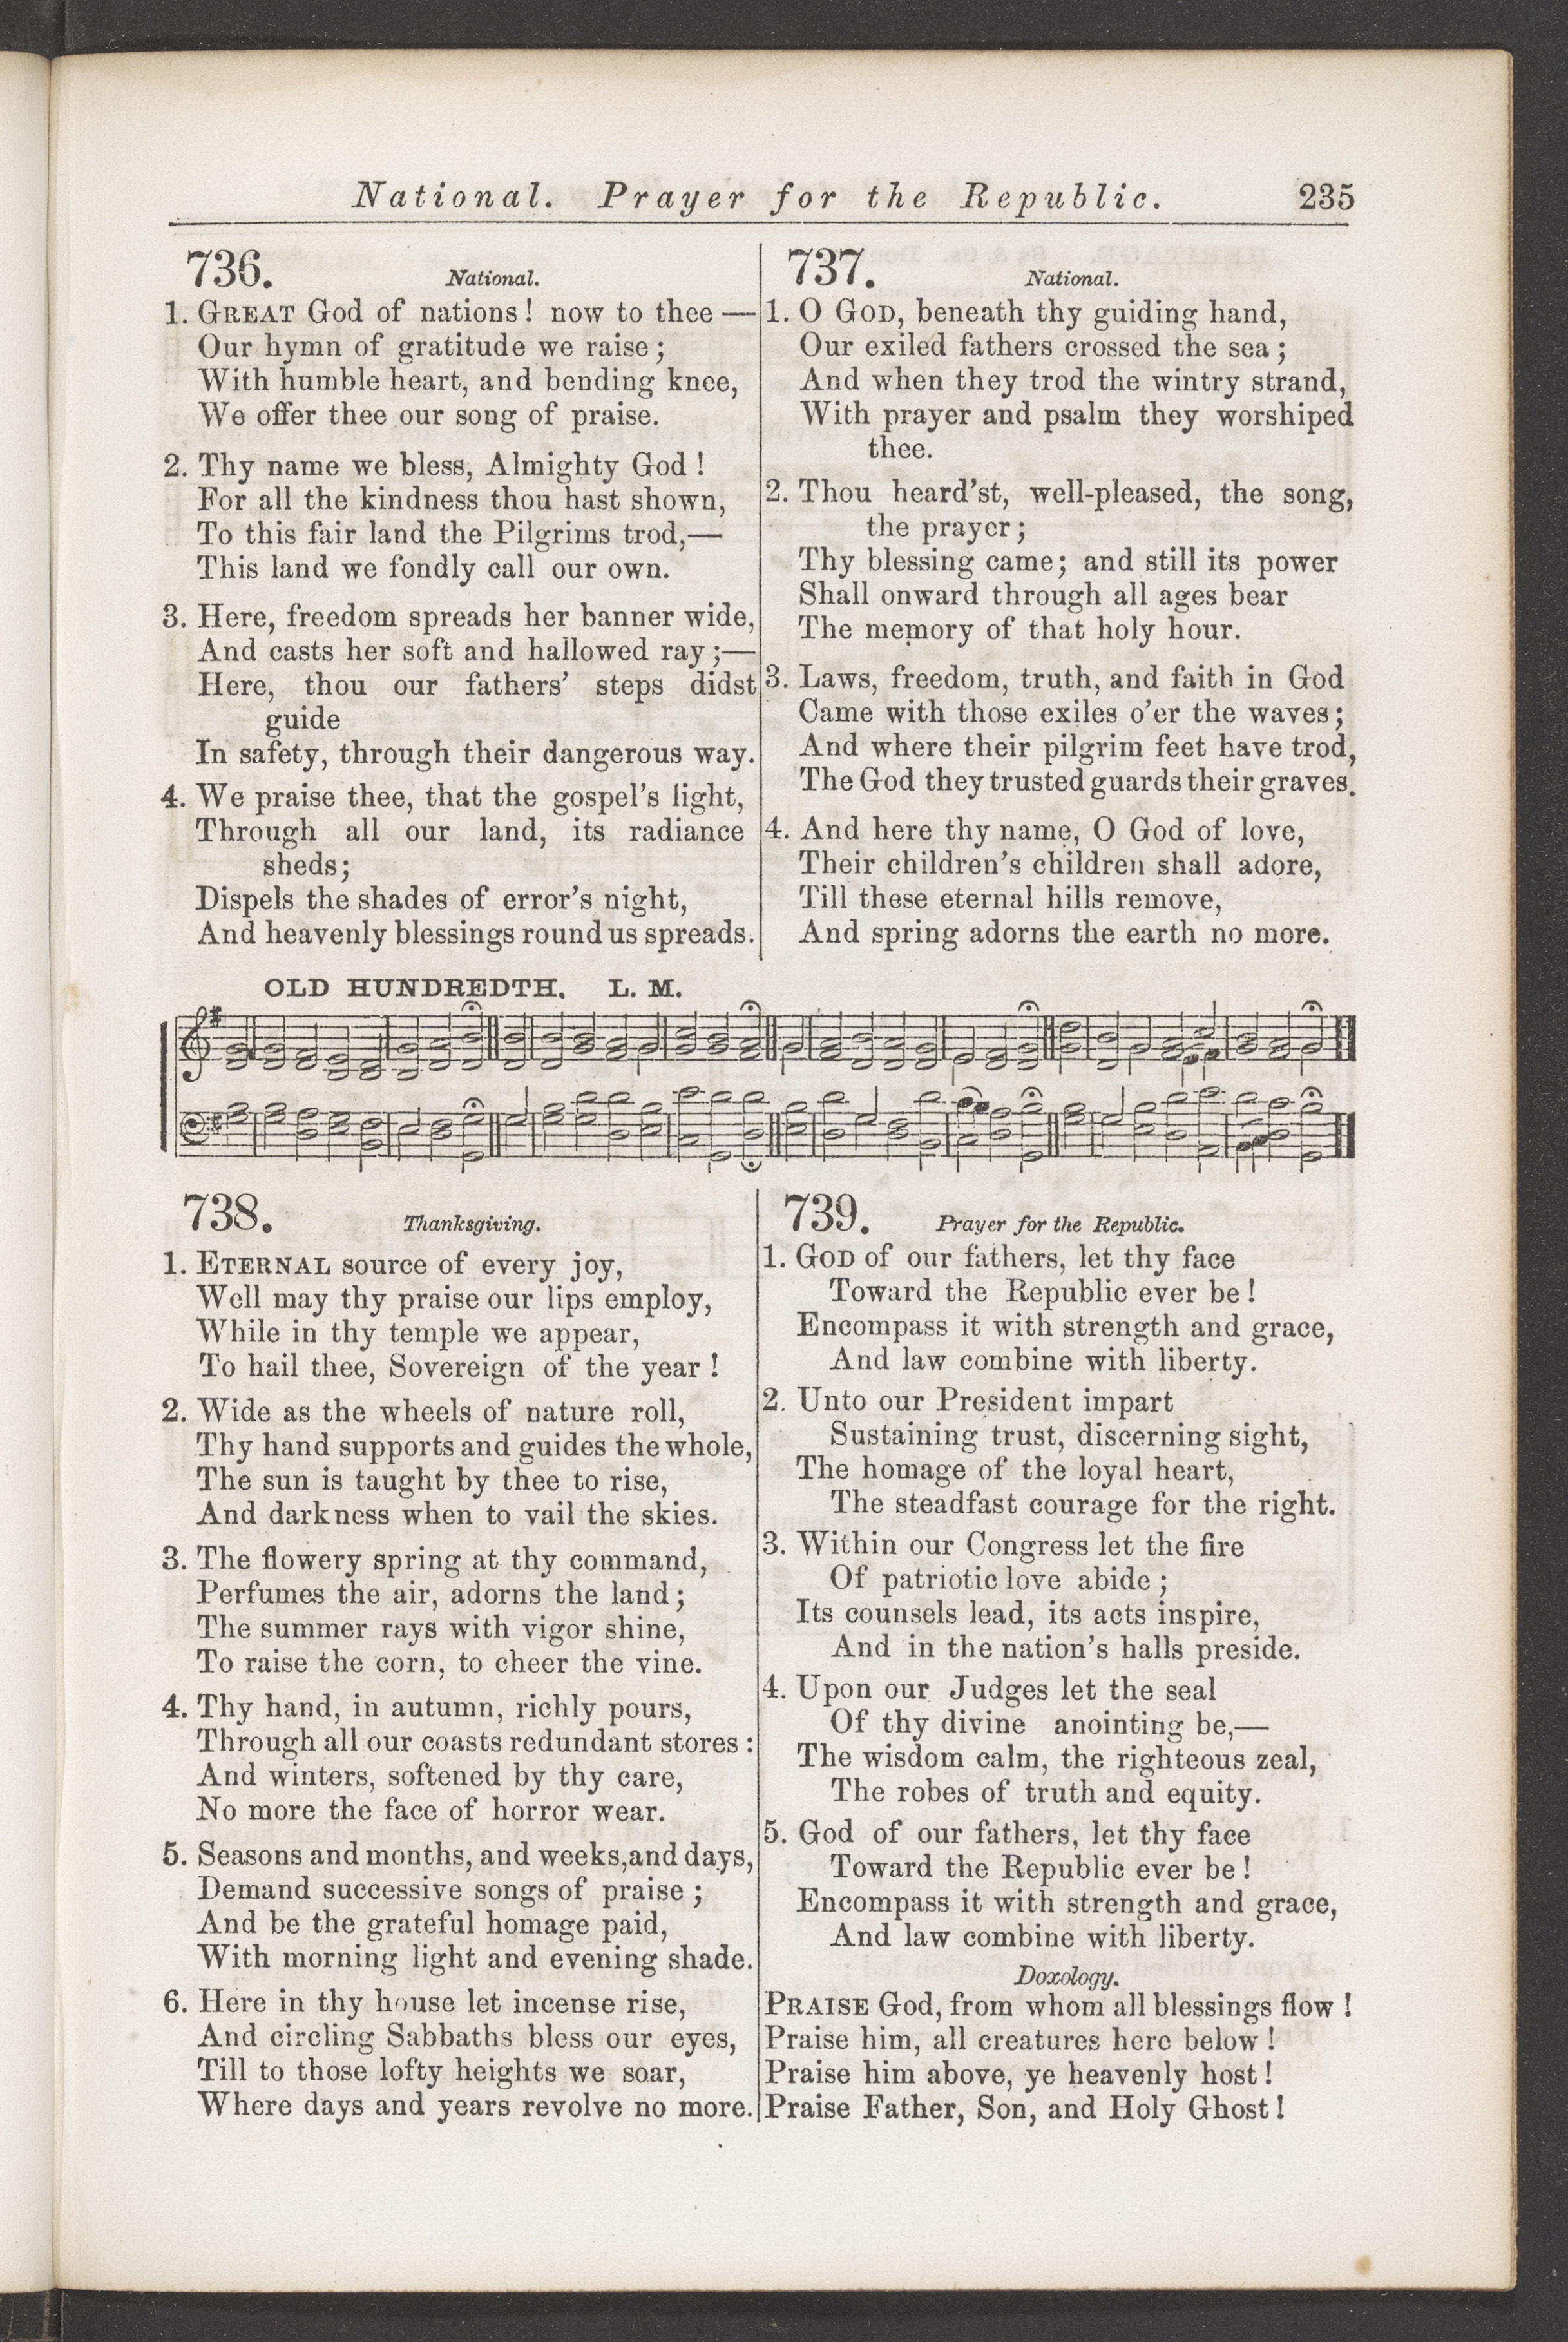 National. Prayer for the Republic. 235
736.
National.
1. GREAT God of nations! now to thee —
Our hymn of gratitude we raise;
With humble heart, and bending knee,
We offer thee our song of praise.
2. Thy name we bless, Almighty God!
For all the kindness thou hast shown,
To this fair land the Pilgrims trod,—
This land we fondly call our own.
3. Here, freedom spreads her banner wide,
And casts her soft and hallowed ray;—
Here, thou our fathers' steps didst
guide
In safety, through their dangerous way.
4. We praise thee, that the gospel's light,
Through all our land, its radiance
sheds;
Dispels the shades of error's night,
And heavenly blessings round us spreads.
737.
National.
1. O GOD, beneath thy guiding hand,
Our exiled fathers crossed the sea;
And when they trod the wintry strand,
With prayer and psalm they worshiped
thee.
2. Thou heard'st, well-pleased, the song,
the prayer;
Thy blessing came; and still its power
Shall onward through all ages bear
The memory of that holy hour.
3. Laws, freedom, truth, and faith in God
Came with those exiles o'er the waves;
And where their pilgrim feet have trod,
The God they trusted guards their graves.
4. And here thy name, O God of love,
Their children's children shall adore,
Till these eternal hills remove,
And spring adorns the earth no more.
OLD HUNDREDTH. L. M.
738.
Thanksgiving.
1. ETERNAL source of every joy,
Well may thy praise our lips employ,
While in thy temple we appear,
To hail thee, Sovereign of the year!
2. Wide as the wheels of nature roll,
Thy hand supports and guides the whole,
The sun is taught by thee to rise,
And darkness when to vail the skies.
3. The flowery spring at thy command,
Perfumes the air, adorns the land;
The summer rays with vigor shine,
To raise the corn, to cheer the vine.
4. Thy hand, in autumn, richly pours,
Through all our coasts redundant stores:
And winters, softened by thy care,
No more the face of horror wear.
5. Seasons and months, and weeks, and days,
Demand successive songs of praise;
And be the grateful homage paid,
With morning light and evening shade.
6. Here in thy house let incense rise,
And circling Sabbaths bless our eyes,
Till to those lofty heights we soar,
Where days and years revolve no more.
739.
Prayer for the Republic.
1. GOD of our fathers, let thy face
Toward the Republic ever be!
Encompass it with strength and grace,
And law combine with liberty.
2. Unto our President impart
Sustaining trust, discerning sight,
The homage of the loyal heart,
The steadfast courage for the right.
3. Within our Congress let the fire
Of patriotic love abide;
Its counsels lead, its acts inspire,
And in the nation's halls preside.
4. Upon our Judges let the seal
Of thy divine anointing be,—
The wisdom calm, the righteous zeal,
The robes of truth and equity.
5. God of our fathers, let thy face
Toward the Republic ever be!
Encompass it with strength and grace,
And law combine with liberty.
Doxology.
PRAISE God, from whom all blessings flow!
Praise him, all creatures here below!
Praise him above, ye heavenly host!
Praise Father, Son, and Holy Ghost!